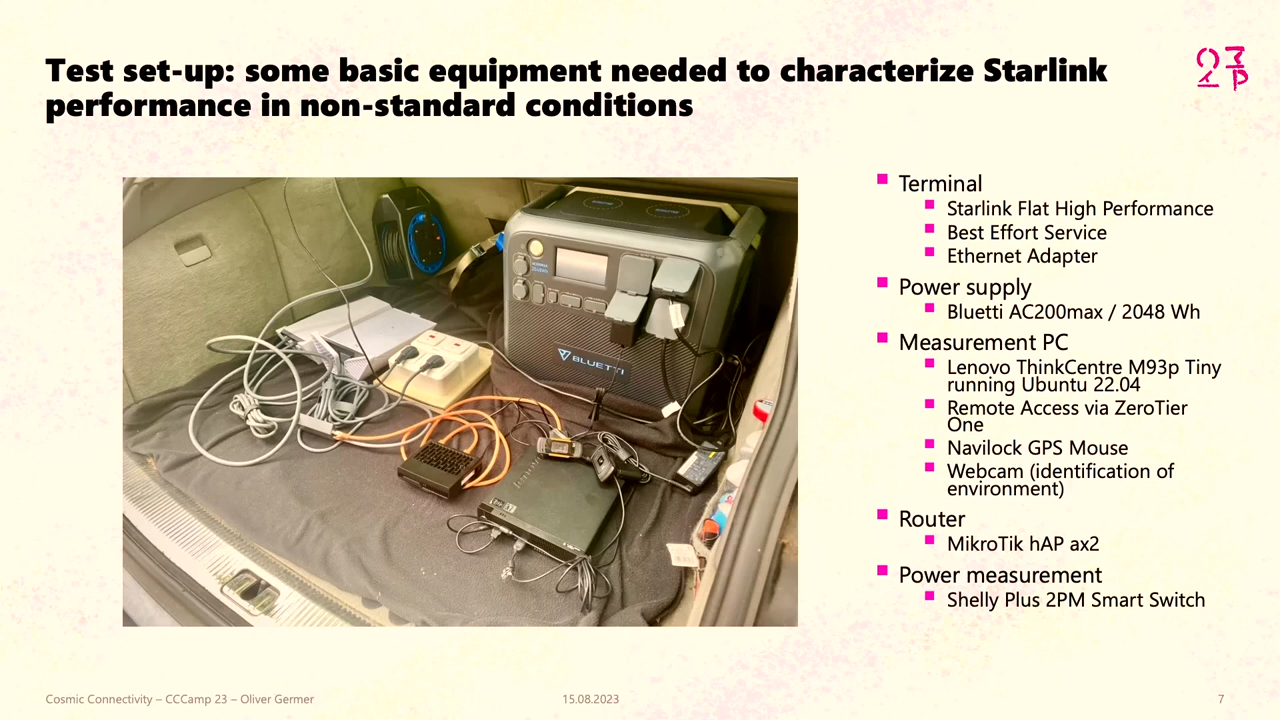 Test set-up: some basic equipment needed to characterize Starlink
performance in non-standard conditions
Terminal
Starlink Flat High Performance
Best Effort Service
Ethernet Adapter
Power supply
Bluetti AC200max / 2048 Wh
Measurement PC
Lenovo ThinkCentre M93p Tiny
running Ubuntu 22.04
Remote Access via ZeroTier
One
Navilock GPS Mouse
Webcam (identification of
environment)
Router
MikroTik hAP ax2
Power measurement
Shelly Plus 2PM Smart Switch
BLUETTI
lenovo
Cosmic Connectivity – CCCamp 23 – Oliver Germer
15.08.2023
7